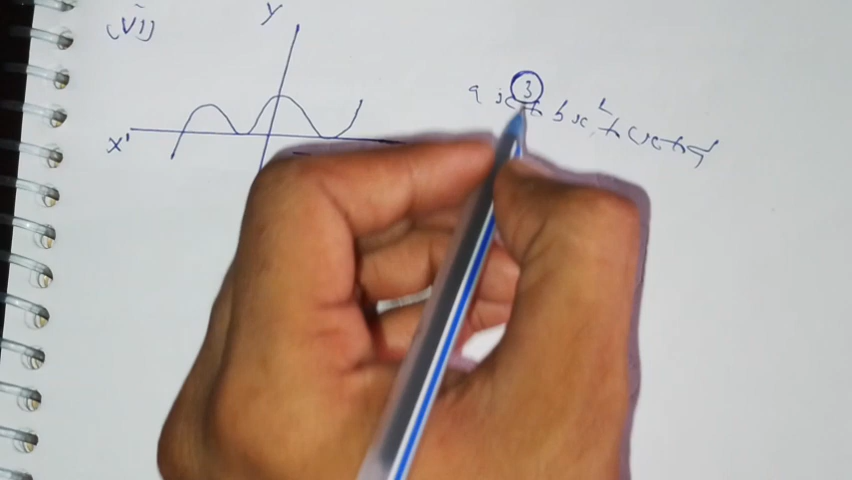 (vi)
Y
X'
ax³ + bx² + cx + d